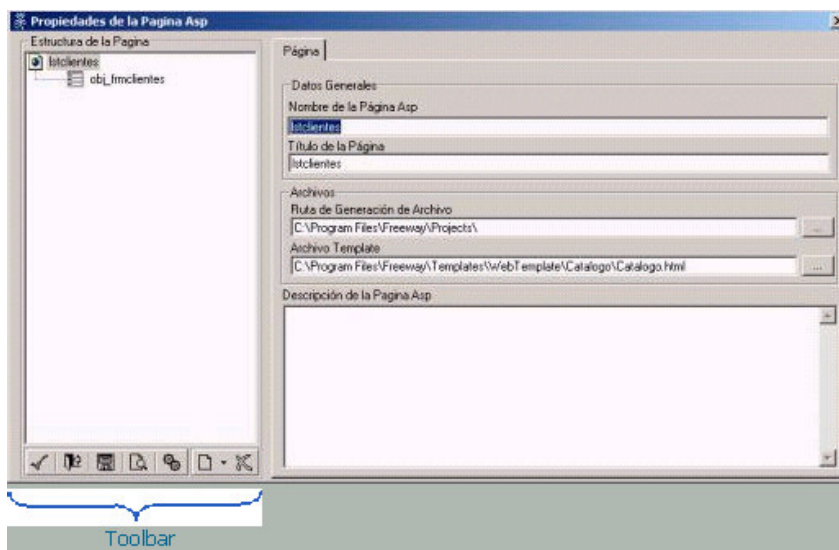 Propiedades de la Pagina Asp
Estructura de la Pagina
lstclientes
obj_frmclientes
Página
Datos Generales
Nombre de la Página Asp
lstclientes
Título de la Página
lstclientes
Archivos
Ruta de Generación de Archivo
C:\Program Files\Freeway\Projects\
...
Archivo Template
C:\Program Files\Freeway\Templates\WebTemplate\Catalogo\Catalogo.html
...
Descripción de la Pagina Asp
Toolbar